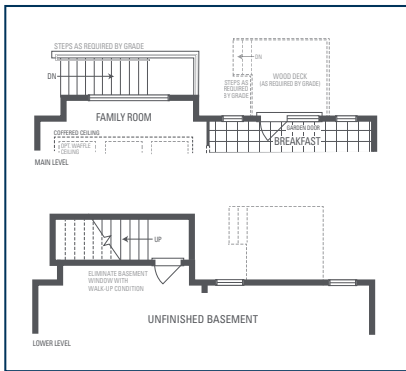 STEPS AS REQUIRED BY GRADE
DN
DN
STEPS AS
REQUIRED
BY GRADE
WOOD DECK
(AS REQUIRED BY GRADE)
FAMILY ROOM
GARDEN DOOR
BREAKFAST
COFFERED CEILING
OPT. WAFFLE
CEILING
MAIN LEVEL
UP
ELIMINATE BASEMENT
WINDOW WITH
WALK-UP CONDITION
UNFINISHED BASEMENT
LOWER LEVEL